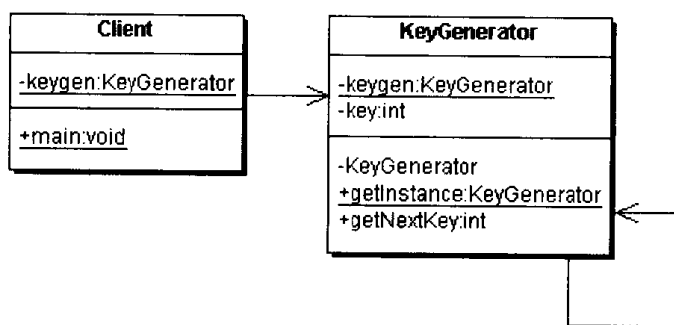 Client
-keygen:KeyGenerator
+main:void
KeyGenerator
-keygen:KeyGenerator
-key:int
-KeyGenerator
+getInstance:KeyGenerator
+getNextKey:int